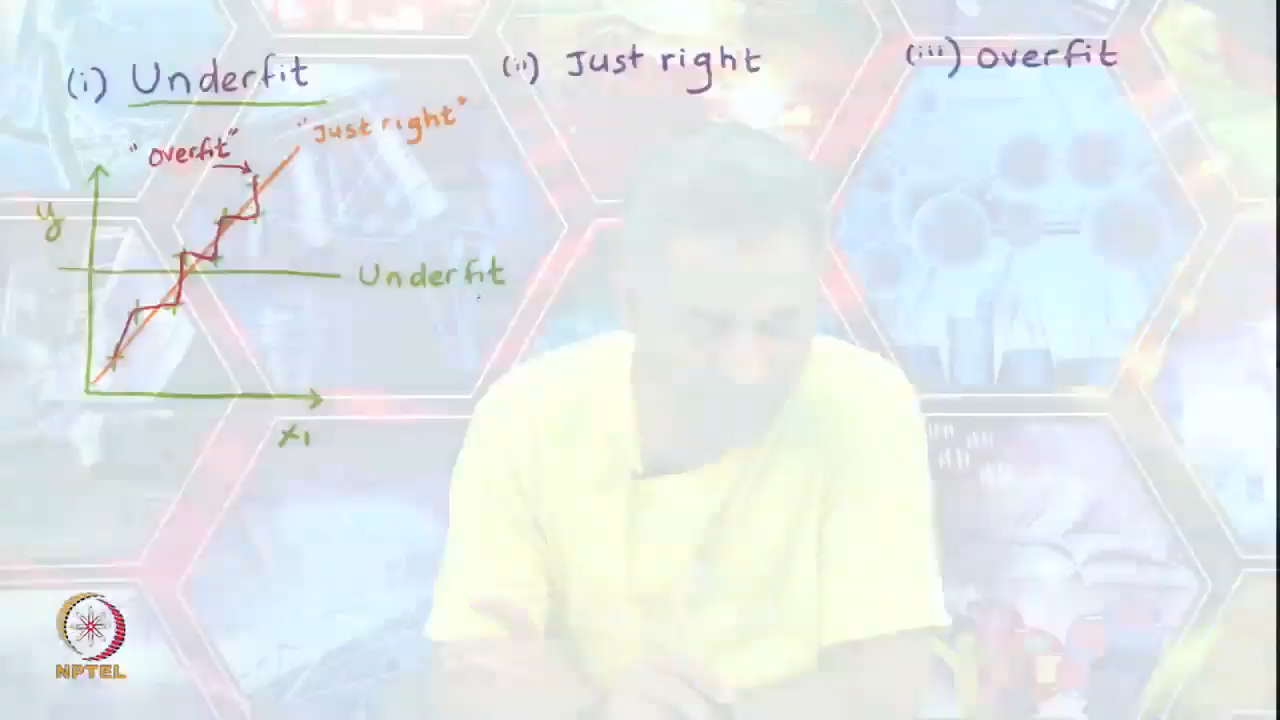 (i) Underfit
(ii) Just right
(iii) overfit
"Just right"
"Overfit"
y
Underfit
x1
NPTEL